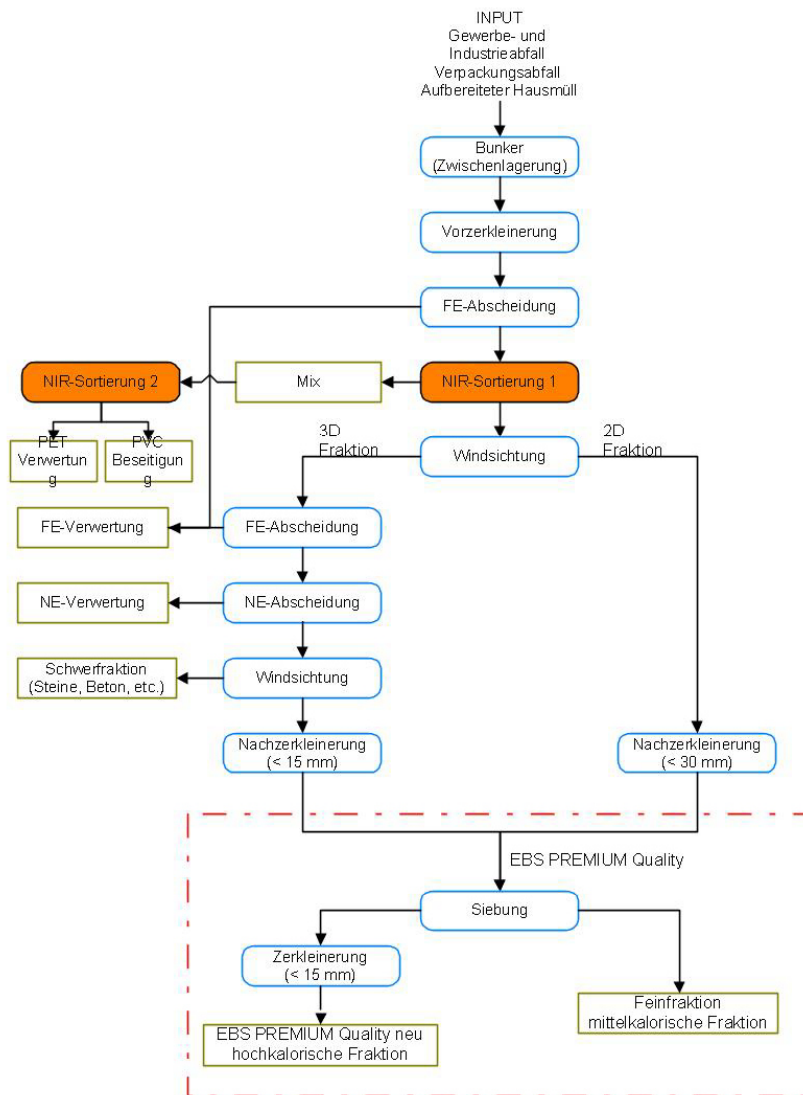 INPUT
Gewerbe- und
Industrieabfall
Verpackungsabfall
Aufbereiteter Hausmüll
Bunker
(Zwischenlagerung)
Vorzerkleinerung
FE-Abscheidung
NIR-Sortierung 2
Mix
NIR-Sortierung 1
PET
Verwertun
g
PVC
Beseitigun
g
3D
Fraktion
Windsichtung
2D
Fraktion
FE-Verwertung
FE-Abscheidung
NE-Verwertung
NE-Abscheidung
Schwerfraktion
(Steine, Beton, etc.)
Windsichtung
Nachzerkleinerung
(< 15 mm)
Nachzerkleinerung
(< 30 mm)
EBS PREMIUM Quality
Siebung
Zerkleinerung
(< 15 mm)
Feinfraktion
mittelkalorische Fraktion
EBS PREMIUM Quality neu
hochkalorische Fraktion